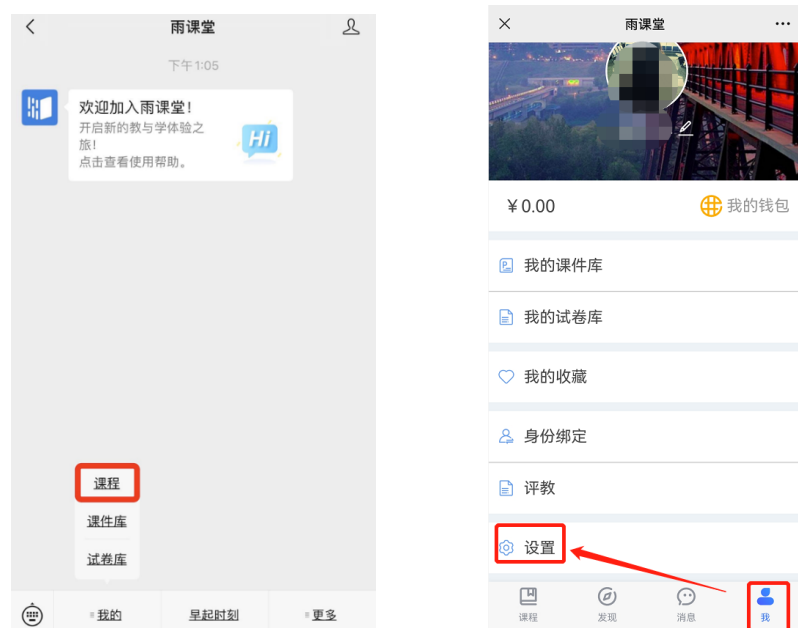 雨课堂
下午1:05
欢迎加入雨课堂！
开启新的教与学体验之
旅！
点击查看使用帮助。
Hi
课程
课件库
试卷库
我的
早起时刻
更多
雨课堂
¥0.00
我的钱包
我的课件库
我的试卷库
我的收藏
身份绑定
评教
设置
课程
发现
消息
我